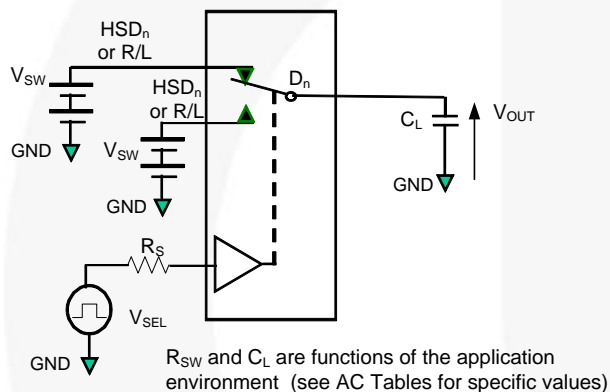 HSDn
or R/L
VSW
HSDn
or R/L
Dn
VSW
GND
GND
CL
VOUT
GND
RS
VSEL
GND
RSW and CL are functions of the application
environment (see AC Tables for specific values)